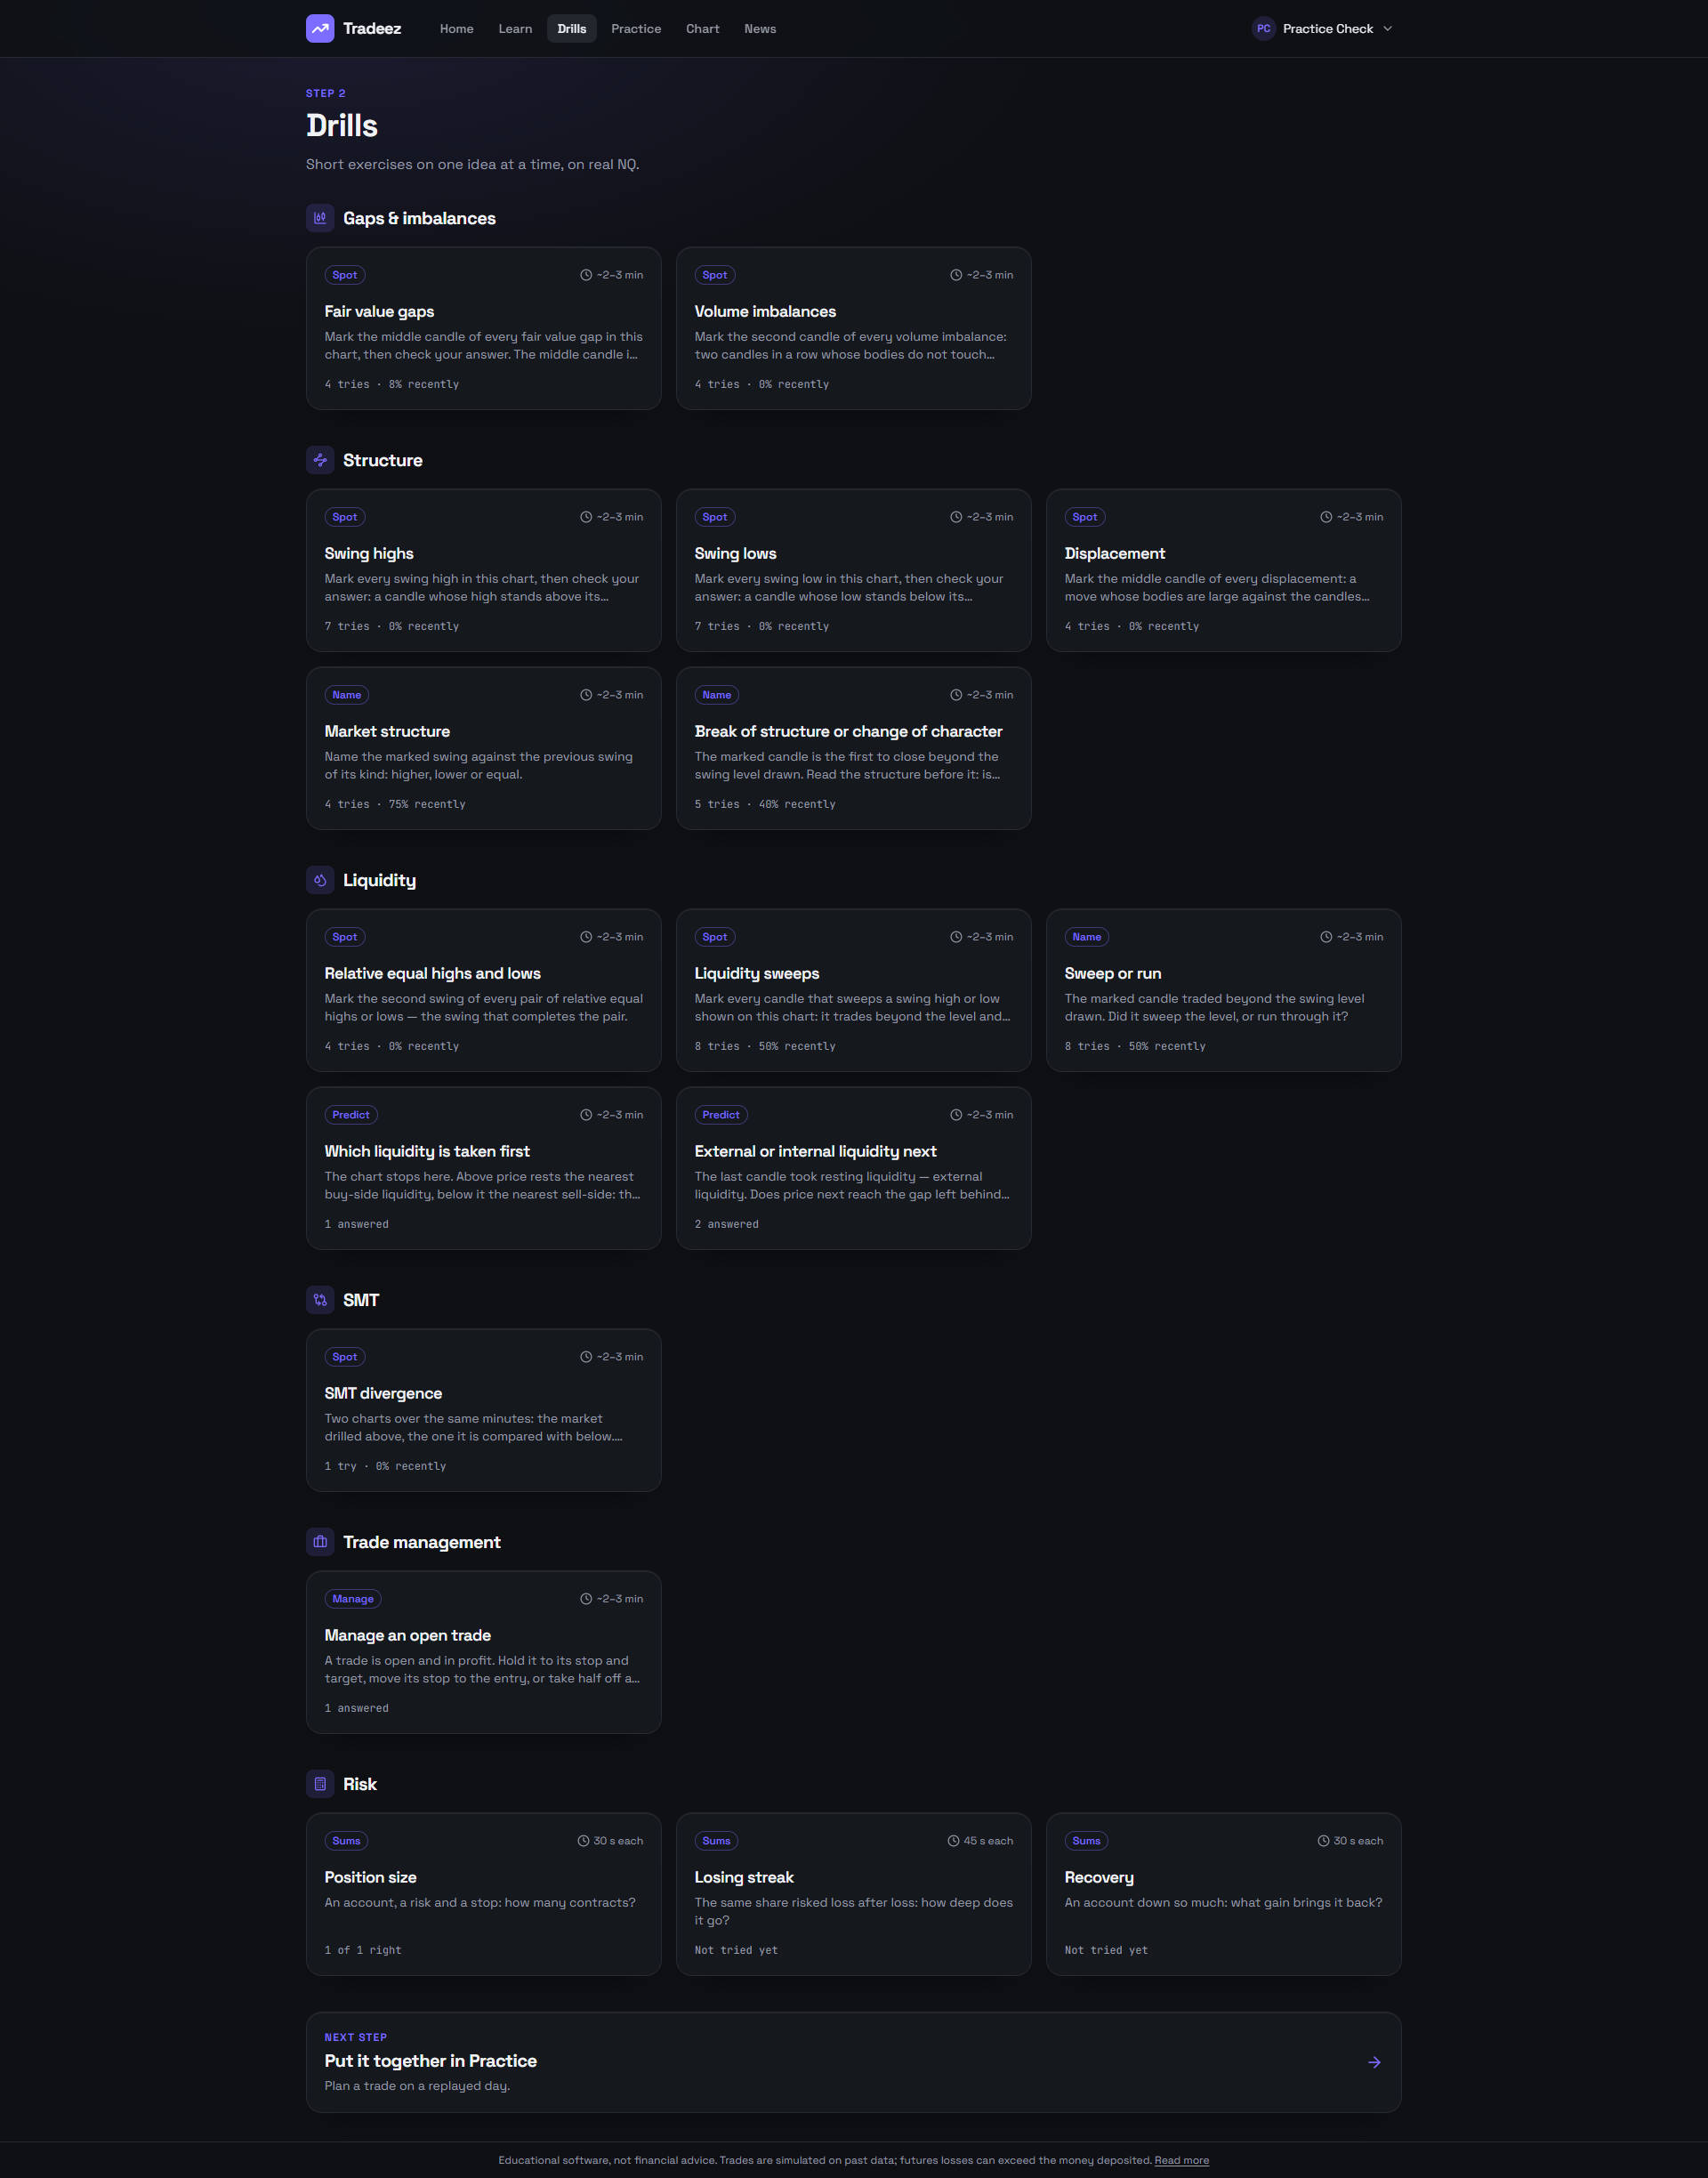 Tradeez
Home
Learn
Drills
Practice
Chart
News
PC
Practice Check
STEP 2
Drills
Short exercises on one idea at a time, on real NQ.
Gaps & imbalances
Spot
~2–3 min
Fair value gaps
Mark the middle candle of every fair value gap in this
chart, then check your answer. The middle candle i…
4 tries · 8% recently
Spot
~2–3 min
Volume imbalances
Mark the second candle of every volume imbalance:
two candles in a row whose bodies do not touch…
4 tries · 0% recently
Structure
Spot
~2–3 min
Swing highs
Mark every swing high in this chart, then check your
answer: a candle whose high stands above its…
7 tries · 0% recently
Spot
~2–3 min
Swing lows
Mark every swing low in this chart, then check your
answer: a candle whose low stands below its…
7 tries · 0% recently
Spot
~2–3 min
Displacement
Mark the middle candle of every displacement: a
move whose bodies are large against the candles…
4 tries · 0% recently
Name
~2–3 min
Market structure
Name the marked swing against the previous swing
of its kind: higher, lower or equal.
4 tries · 75% recently
Name
~2–3 min
Break of structure or change of character
The marked candle is the first to close beyond the
swing level drawn. Read the structure before it: is…
5 tries · 40% recently
Liquidity
Spot
~2–3 min
Relative equal highs and lows
Mark the second swing of every pair of relative equal
highs or lows — the swing that completes the pair.
4 tries · 0% recently
Spot
~2–3 min
Liquidity sweeps
Mark every candle that sweeps a swing high or low
shown on this chart: it trades beyond the level and…
8 tries · 50% recently
Name
~2–3 min
Sweep or run
The marked candle traded beyond the swing level
drawn. Did it sweep the level, or run through it?
8 tries · 50% recently
Predict
~2–3 min
Which liquidity is taken first
The chart stops here. Above price rests the nearest
buy-side liquidity, below it the nearest sell-side: th…
1 answered
Predict
~2–3 min
External or internal liquidity next
The last candle took resting liquidity — external
liquidity. Does price next reach the gap left behind…
2 answered
SMT
Spot
~2–3 min
SMT divergence
Two charts over the same minutes: the market
drilled above, the one it is compared with below.…
1 try · 0% recently
Trade management
Manage
~2–3 min
Manage an open trade
A trade is open and in profit. Hold it to its stop and
target, move its stop to the entry, or take half off a…
1 answered
Risk
Sums
30 s each
Position size
An account, a risk and a stop: how many contracts?
1 of 1 right
Sums
45 s each
Losing streak
The same share risked loss after loss: how deep does
it go?
Not tried yet
Sums
30 s each
Recovery
An account down so much: what gain brings it back?
Not tried yet
NEXT STEP
Put it together in Practice
Plan a trade on a replayed day.
Educational software, not financial advice. Trades are simulated on past data; futures losses can exceed the money deposited. Read more